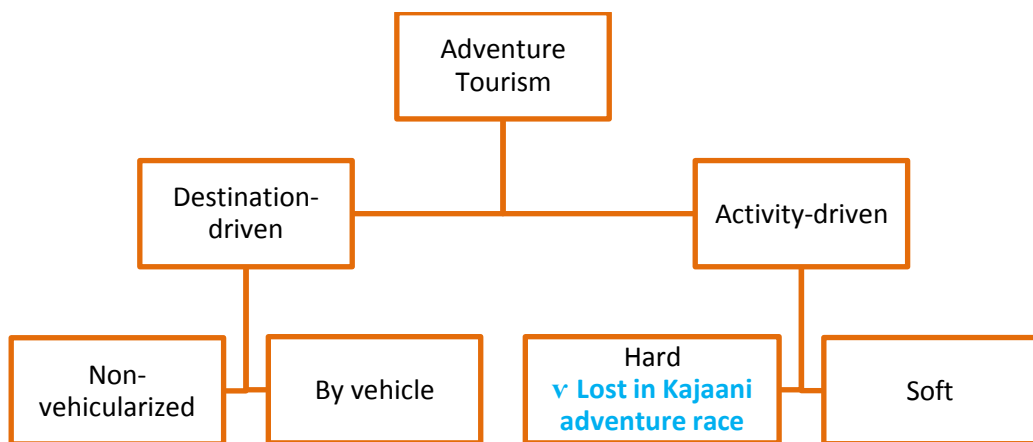 Adventure
Tourism
Destination-
driven
Activity-driven
Non-
vehicularized
By vehicle
Hard
v Lost in Kajaani
adventure race
Soft